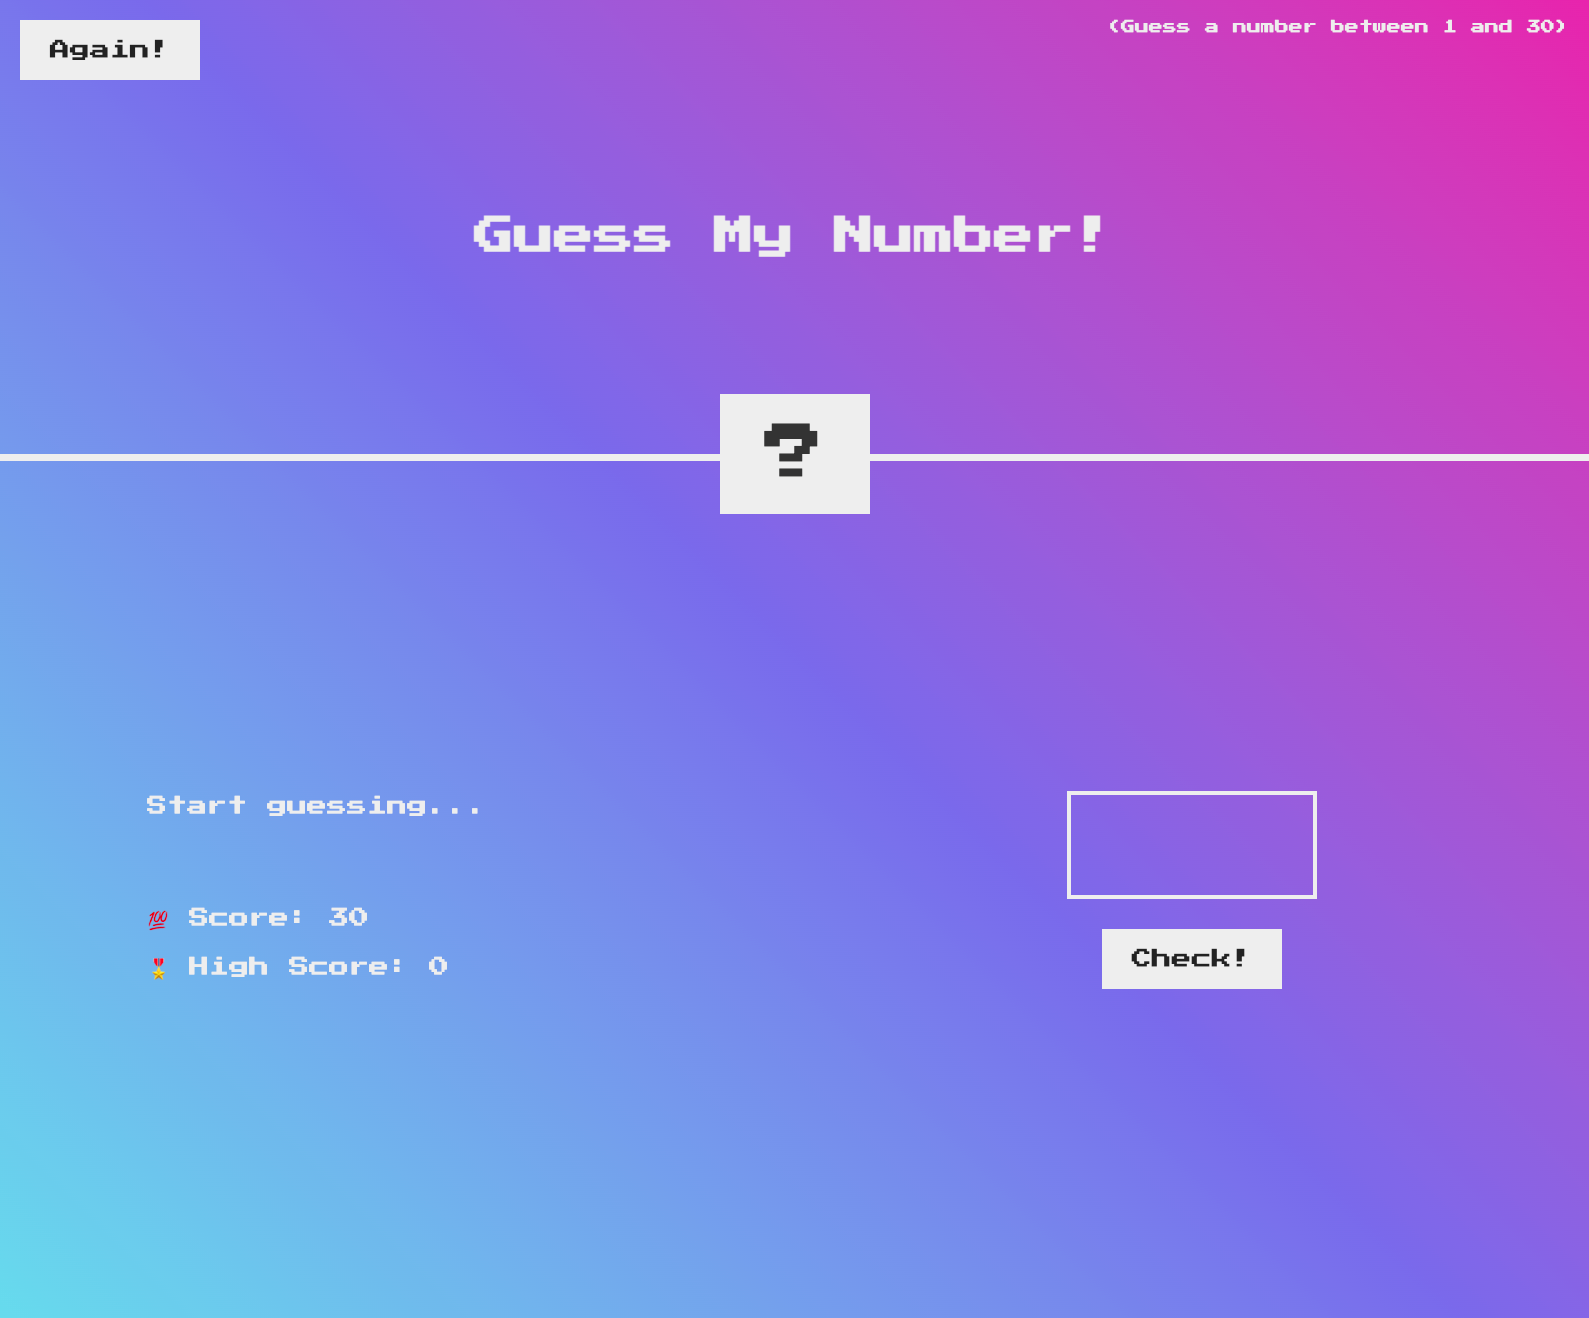 Again!
(Guess a number between 1 and 30)
Guess My Number!
?
Start guessing...
💯 Score: 30
🎖️ High Score: 0
Check!